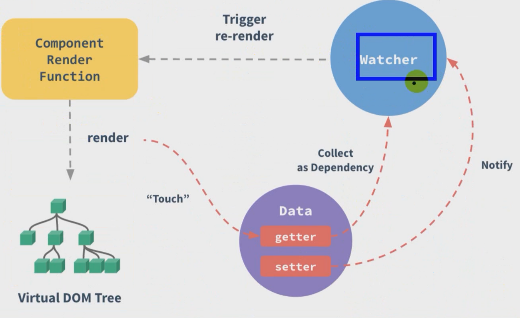 Trigger
re-render
Component
Render
Function
Watcher
render
Collect
as Dependency
Notify
“Touch”
Data
getter
setter
Virtual DOM Tree